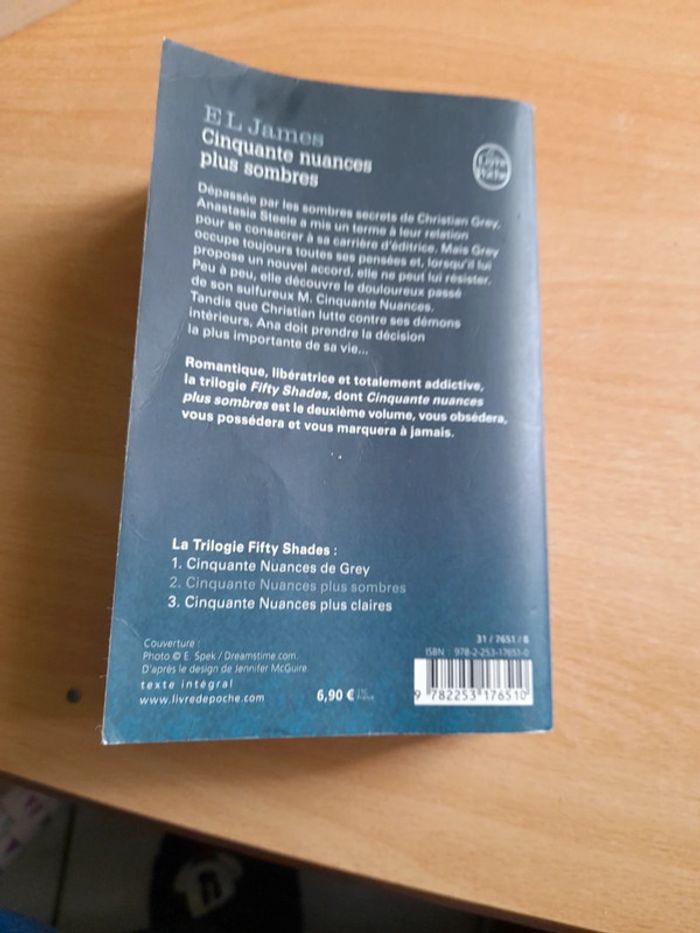 E L James
Cinquante nuances
plus sombres
Le Livre
de Poche
Dépassée par les sombres secrets de Christian Grey,
Anastasia Steele a mis un terme à leur relation
pour se consacrer à sa carrière d'éditrice. Mais Grey
occupe toujours toutes ses pensées et, lorsqu'il lui
propose un nouvel accord, elle ne peut lui résister.
Peu à peu, elle découvre le douloureux passé
de son sulfureux M. Cinquante Nuances.
Tandis que Christian lutte contre ses démons
intérieurs, Ana doit prendre la décision
la plus importante de sa vie...
Romantique, libératrice et totalement addictive,
la trilogie Fifty Shades, dont Cinquante nuances
plus sombres est le deuxième volume, vous obsédera,
vous possédera et vous marquera à jamais.
La Trilogie Fifty Shades :
1. Cinquante Nuances de Grey
2. Cinquante Nuances plus sombres
3. Cinquante Nuances plus claires
Couverture :
Photo © E. Spek / Dreamstime.com.
D'après le design de Jennifer McGuire.
texte intégral
www.livredepoche.com
6,90 €
France
31 / 7651 / 8
ISBN : 978-2-253-17651-0
9 782253 176510